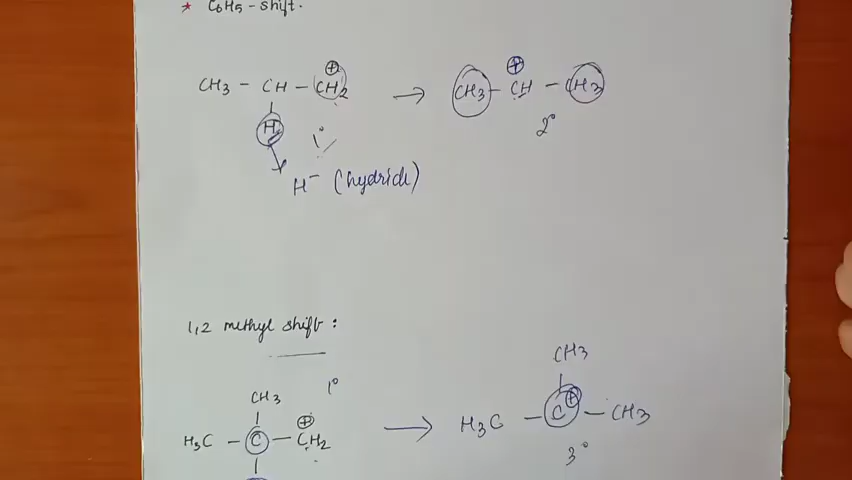 * C6H5 - shift.
CH3 - CH - CH2 ⊕ → CH3 - CH ⊕ - CH3
H 1° 2°
H⁻ (hydride)
1,2 methyl shift :
CH3 1° CH3
H3C - C - CH2 ⊕ → H3C - C ⊕ - CH3
3°